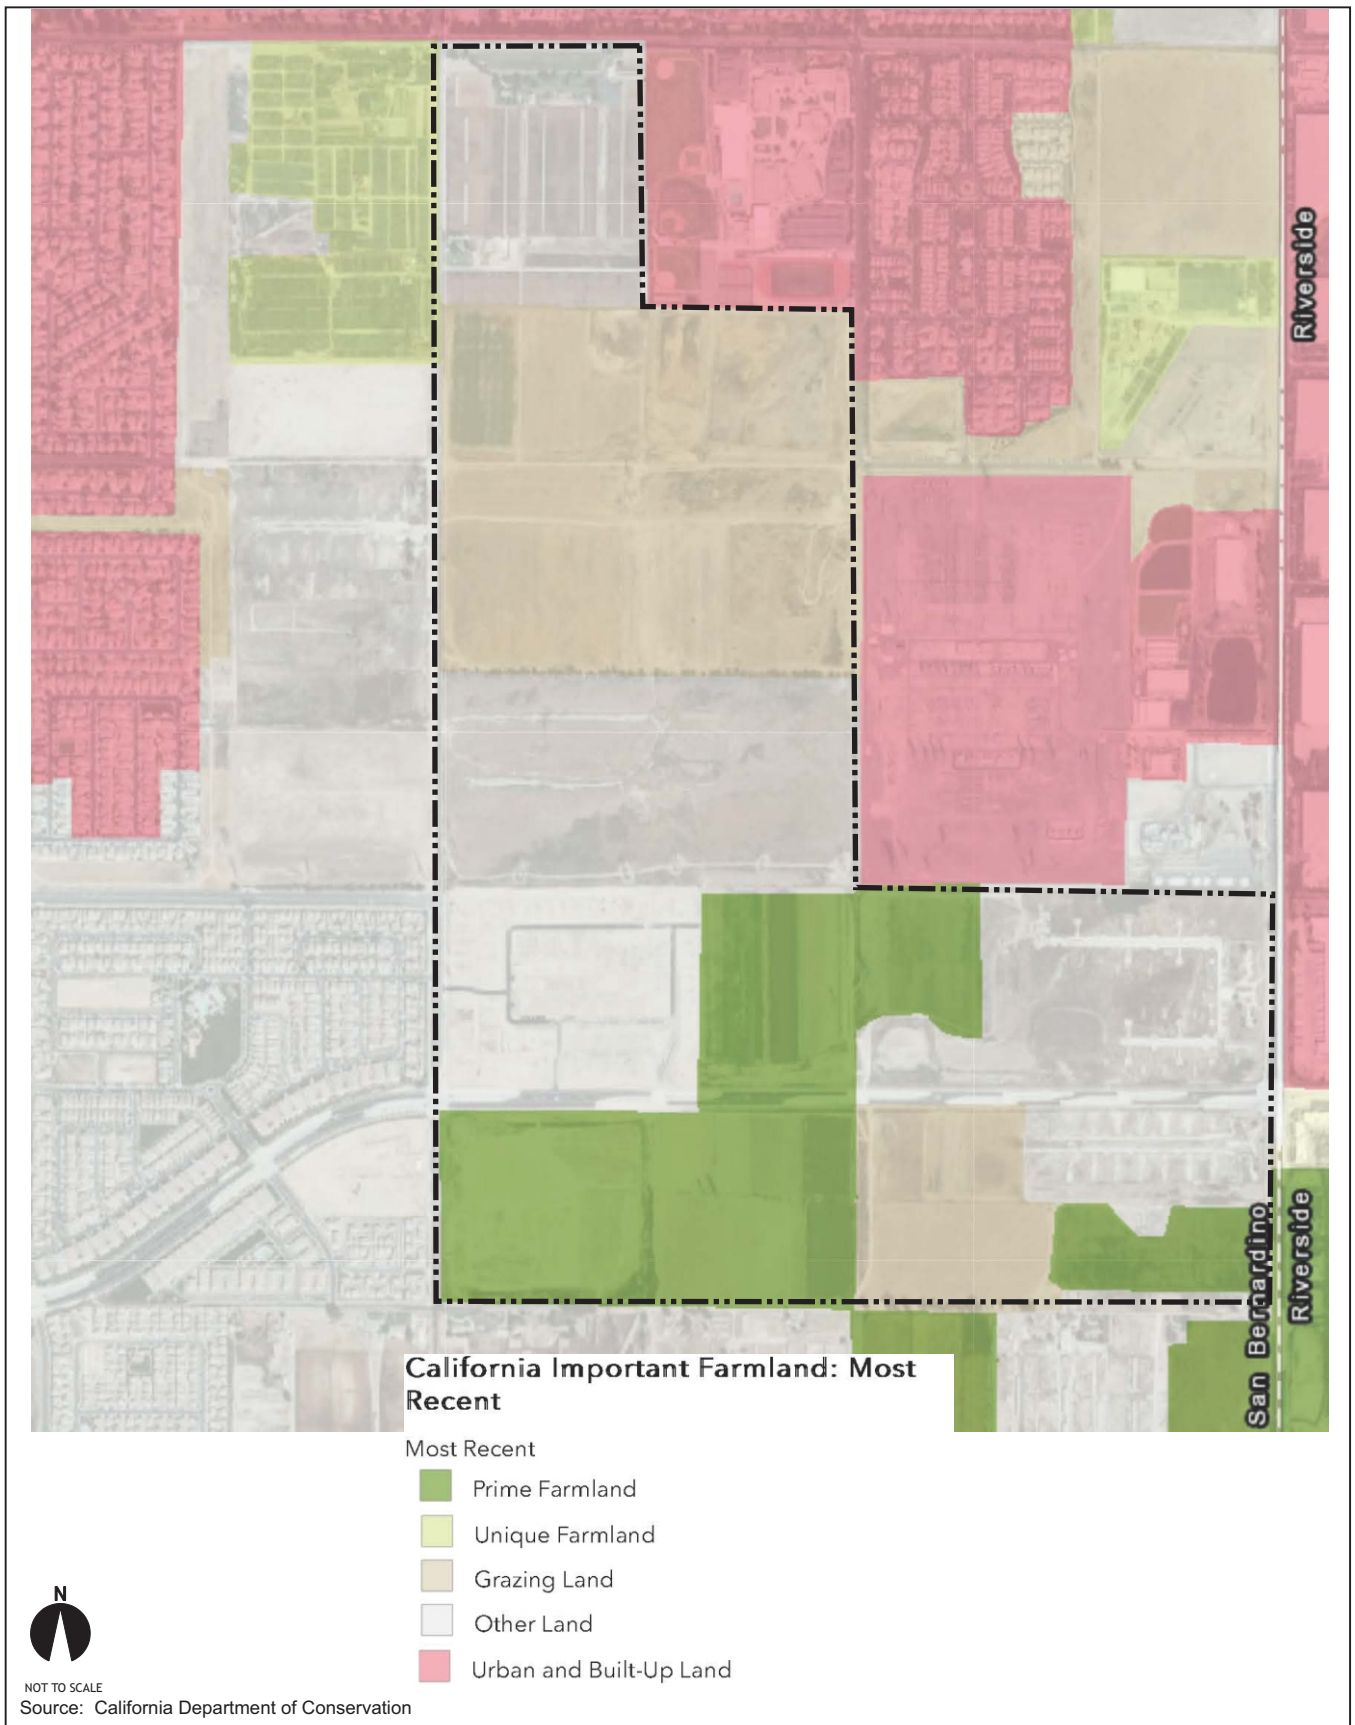 Riverside
San Bernardino
Riverside
California Important Farmland: Most
Recent
Most Recent
Prime Farmland
Unique Farmland
Grazing Land
Other Land
Urban and Built-Up Land
N
NOT TO SCALE
Source: California Department of Conservation